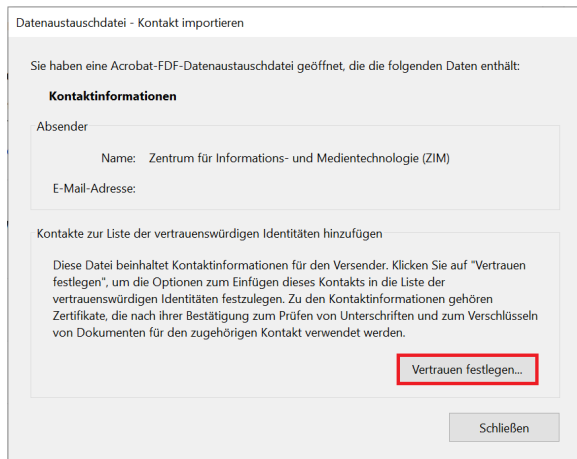 Datenaustauschdatei - Kontakt importieren
Sie haben eine Acrobat-FDF-Datenaustauschdatei geöffnet, die die folgenden Daten enthält:
Kontaktinformationen
Absender
Name: Zentrum für Informations- und Medientechnologie (ZIM)
E-Mail-Adresse:
Kontakte zur Liste der vertrauenswürdigen Identitäten hinzufügen
Diese Datei beinhaltet Kontaktinformationen für den Versender. Klicken Sie auf "Vertrauen
festlegen", um die Optionen zum Einfügen dieses Kontakts in die Liste der
vertrauenswürdigen Identitäten festzulegen. Zu den Kontaktinformationen gehören
Zertifikate, die nach ihrer Bestätigung zum Prüfen von Unterschriften und zum Verschlüsseln
von Dokumenten für den zugehörigen Kontakt verwendet werden.
Vertrauen festlegen...
Schließen